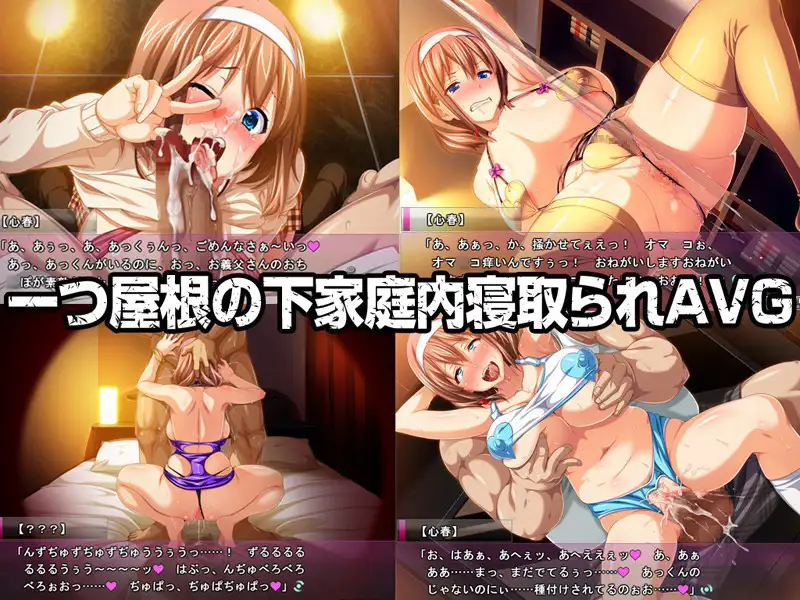 【心春】
「あ、あぁっ、あ、あっくぅんっ、ごめんなさぁ~いっ♥
あっ、あっくんがいるのに、おっ、お義父さんのおち
ぽが素
【心春】
「あ、あぁっ、か、掻かせてぇえっ！　オマ　コぉ、
オマ　コ痒いんですぅっ！　おねがいしますおねがい
一つ屋根の下家庭内寝取られAVG
【？？？】
「んずぢゅずぢゅずぢゅううぅぅっ……！　ずるるるる
るるるうぅう~~~~ッ♥　はぶっ、んぢゅべろべろ
べろぉおっ……♥　ぢゅぱっ、ぢゅぱぢゅぱっ♥」
【心春】
「お、はあぁ、あへぇッ、あへええぇッ♥　あ、あぁ
ああ……まっ、まだでてるぅっ……♥　あっくんの
じゃないのにぃ……種付けされてるのぉお……♥」